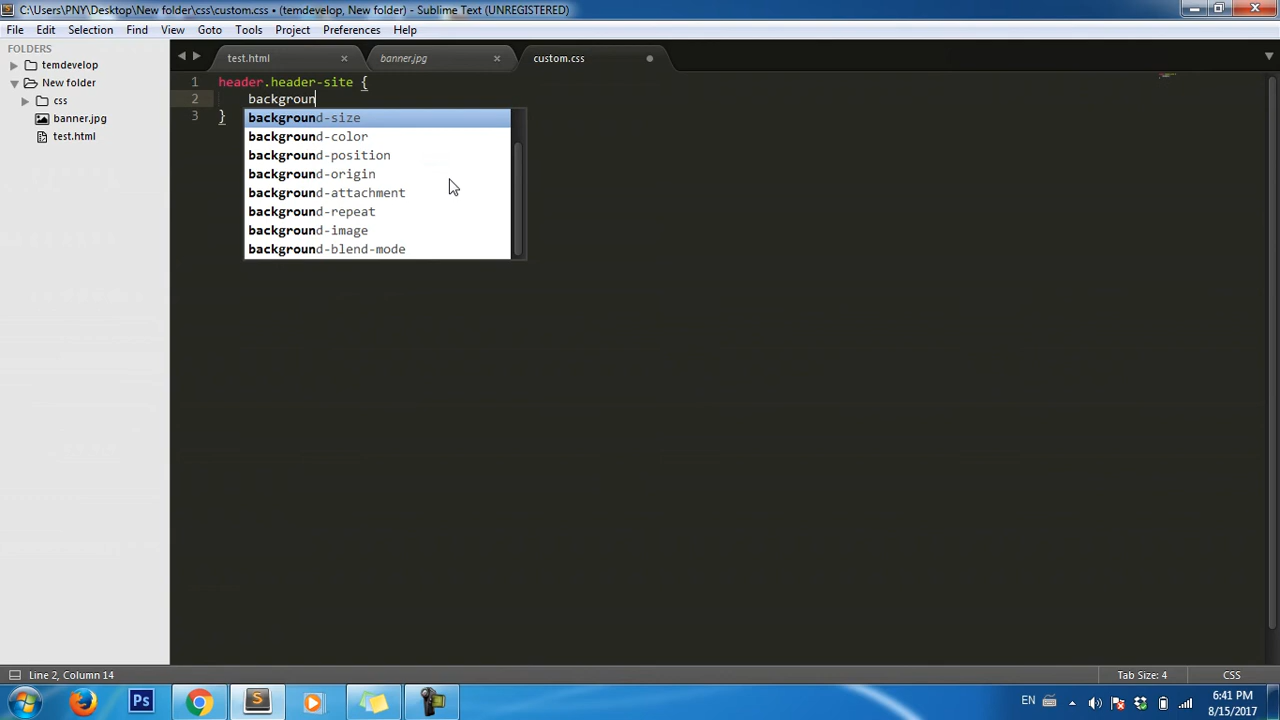 C:\Users\PNY\Desktop\New folder\css\custom.css • (temdevelop, New folder) - Sublime Text (UNREGISTERED)
File Edit Selection Find View Goto Tools Project Preferences Help
FOLDERS
temdevelop
New folder
css
banner.jpg
test.html
test.html
banner.jpg
custom.css
1 header.header-site {
2 backgroun
3 }
background-size
background-color
background-position
background-origin
background-attachment
background-repeat
background-image
background-blend-mode
Line 2, Column 14
Tab Size: 4
CSS
Ps
S
EN
6:41 PM
8/15/2017